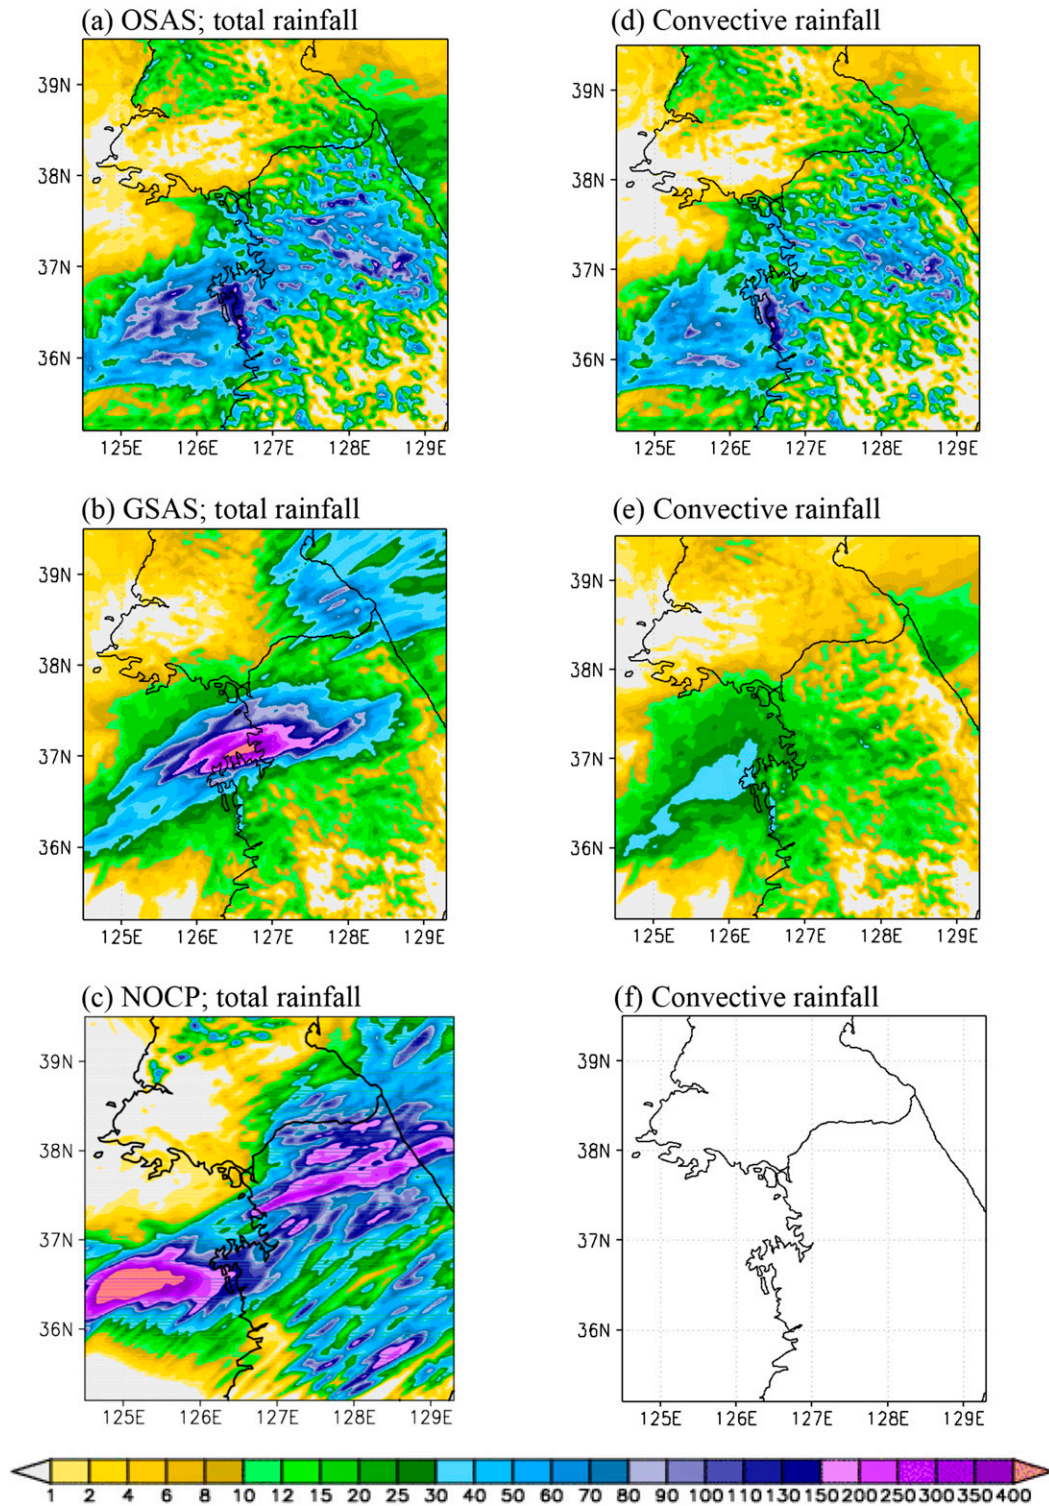 (a) OSAS; total rainfall
39N
38N
37N
36N
125E 126E 127E 128E 129E
(d) Convective rainfall
39N
38N
37N
36N
125E 126E 127E 128E 129E
(b) GSAS; total rainfall
39N
38N
37N
36N
125E 126E 127E 128E 129E
(e) Convective rainfall
39N
38N
37N
36N
125E 126E 127E 128E 129E
(c) NOCP; total rainfall
39N
38N
37N
36N
125E 126E 127E 128E 129E
(f) Convective rainfall
39N
38N
37N
36N
125E 126E 127E 128E 129E
1 2 4 6 8 10 12 15 20 25 30 40 50 70 80 90 100 110 130 150 200 250 300 350 400